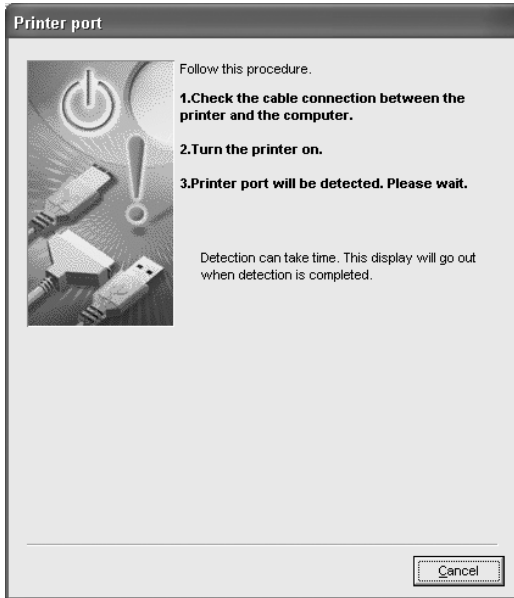 Printer port
Follow this procedure.
1.Check the cable connection between the
printer and the computer.
2.Turn the printer on.
3.Printer port will be detected. Please wait.
Detection can take time. This display will go out
when detection is completed.
Cancel